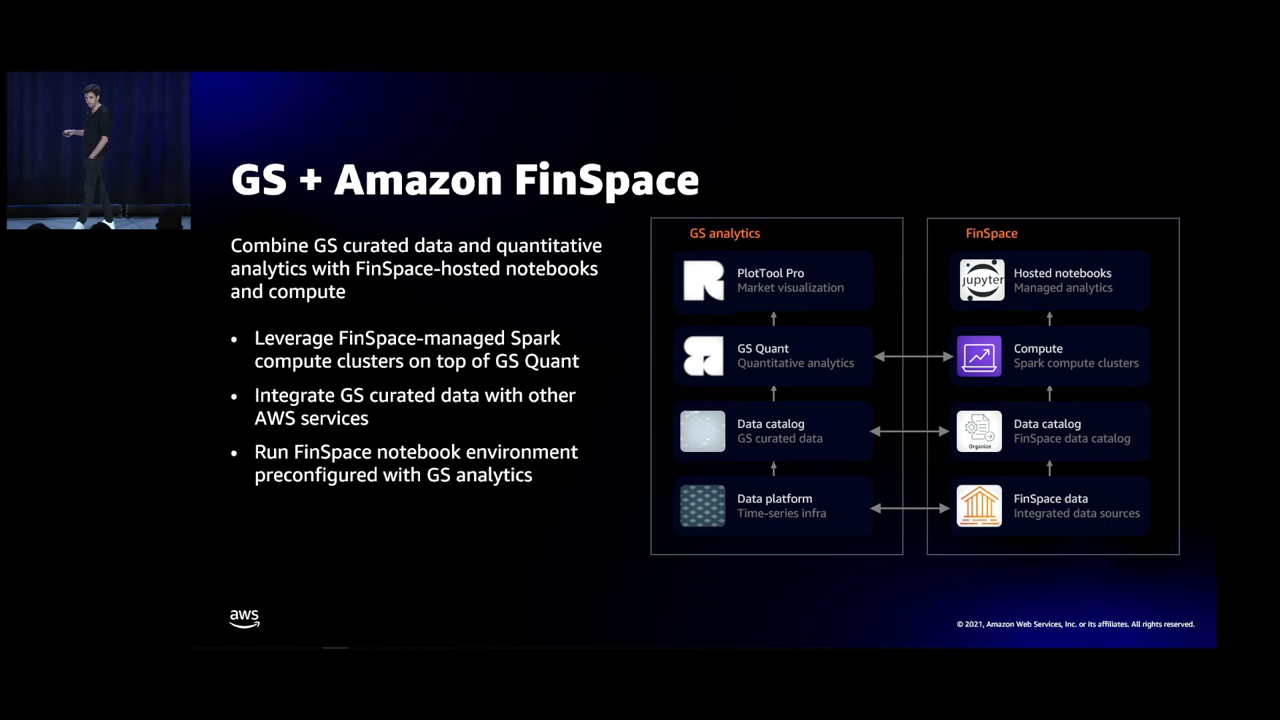 GS + Amazon FinSpace
Combine GS curated data and quantitative
analytics with FinSpace-hosted notebooks
and compute
• Leverage FinSpace-managed Spark
compute clusters on top of GS Quant
• Integrate GS curated data with other
AWS services
• Run FinSpace notebook environment
preconfigured with GS analytics
GS analytics
PlotTool Pro
Market visualization
GS Quant
Quantitative analytics
Data catalog
GS curated data
Data platform
Time-series infra
FinSpace
jupyter
Hosted notebooks
Managed analytics
Compute
Spark compute clusters
Organize
Data catalog
FinSpace data catalog
FinSpace data
Integrated data sources
aws
© 2021, Amazon Web Services, Inc. or its affiliates. All rights reserved.